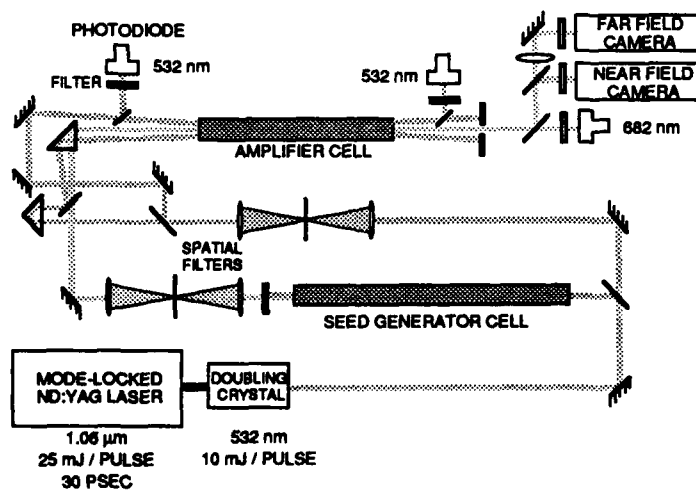 PHOTODIODE
FILTER
532 nm
532 nm
FAR FIELD
CAMERA
NEAR FIELD
CAMERA
682 nm
AMPLIFIER CELL
SPATIAL
FILTERS
SEED GENERATOR CELL
MODE-LOCKED
ND:YAG LASER
DOUBLING
CRYSTAL
1.06 μm
25 mJ / PULSE
30 PSEC
532 nm
10 mJ / PULSE